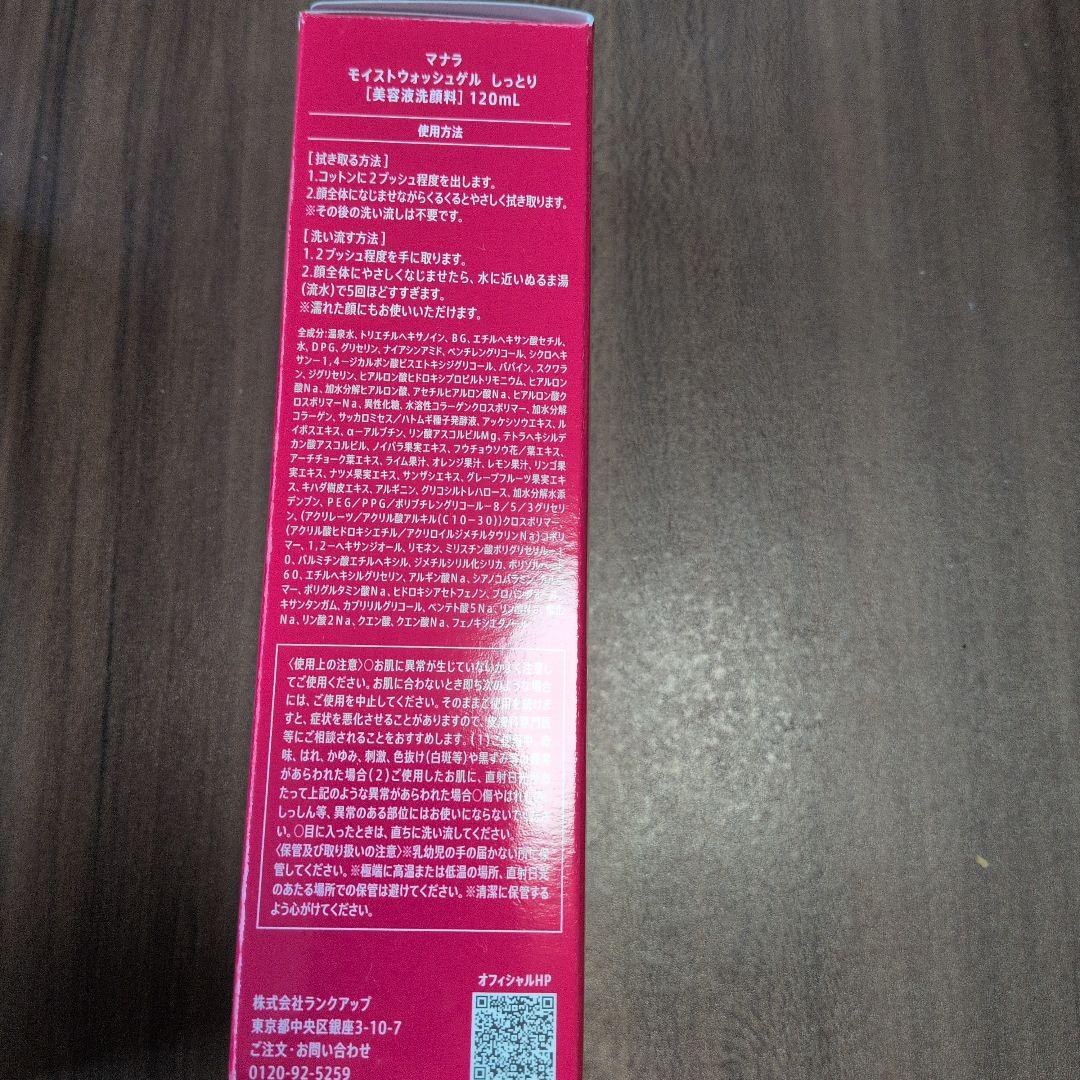 マナラ
モイストウォッシュゲル しっとり
[美容液洗顔料] 120mL
使用方法
[拭き取る方法]
1.コットンに2プッシュ程度を出します。
2.顔全体になじませながらくるくるとやさしく拭き取ります。
※その後の洗い流しは不要です。
[洗い流す方法]
1.2プッシュ程度を手に取ります。
2.顔全体にやさしくなじませたら、水に近いぬるま湯
(流水)で5回ほどすすぎます。
※濡れた顔にもお使いいただけます。
全成分:温泉水、トリエチルヘキサノイン、BG、エチルヘキサン酸セチル、
水、DPG、グリセリン、ナイアシンアミド、ペンチレングリコール、シクロヘキ
サン-1,4-ジカルボン酸ビスエトキシジグリコール、パパイン、スクワラ
ン、ジグリセリン、ヒアルロン酸ヒドロキシプロピルトリモニウム、ヒアルロン
酸Na、加水分解ヒアルロン酸、アセチルヒアルロン酸Na、ヒアルロン酸ク
ロスポリマーNa、異性化糖、水溶性コラーゲンクロスポリマー、加水分解
コラーゲン、サッカロミセス/ハトムギ種子発酵液、アッケシソウエキス、ル
イボスエキス、α-アルブチン、リン酸アスコルビルMg、テトラヘキシルデ
カン酸アスコルビル、ノイバラ果実エキス、フウチョウソウ花/葉エキス、
アーチチョーク葉エキス、ライム果汁、オレンジ果汁、レモン果汁、リンゴ果
実エキス、ナツメ果実エキス、サンザシエキス、グレープフルーツ果実エキ
ス、キハダ樹皮エキス、アルギニン、グリコシルトレハロース、加水分解水添
デンプン、PEG/PPG/ポリブチレングリコール-8/5/3グリセリ
ン、(アクリレーツ/アクリル酸アルキル(C10-30))クロスポリマー、
(アクリル酸ヒドロキシエチル/アクリロイルジメチルタウリンNa)コポリ
マー、1,2-ヘキサンジオール、リモネン、ミリスチン酸ポリグリセリル-1
0、パルミチン酸エチルヘキシル、ジメチルシリル化シリカ、ポリソルベート
60、エチルヘキシルグリセリン、アルギン酸Na、シアノコバラミン、
マー、ポリグルタミン酸Na、ヒドロキシアセトフェノン、プロパンジオール、
キサンタンガム、カプリリルグリコール、ペンテト酸5Na、リン酸Na、
Na、リン酸2Na、クエン酸、クエン酸Na、フェノキシエタノール
〈使用上の注意〉○お肌に異常が生じていないかよく注意し
てご使用ください。お肌に合わないとき即ち次のような場合
には、ご使用を中止してください。そのままご使用を続けま
すと、症状を悪化させることがありますので、皮膚科専門医
等にご相談されることをおすすめします。(1)ご使用中、赤
味、はれ、かゆみ、刺激、色抜け(白斑等)や黒ずみ等の異常
があらわれた場合(2)ご使用したお肌に、直射日光があ
たって上記のような異常があらわれた場合○傷やはれもの、
しっしん等、異常のある部位にはお使いにならないでくださ
い。○目に入ったときは、直ちに洗い流してください。
〈保管及び取り扱いの注意〉※乳幼児の手の届かない所に保
管してください。※極端に高温または低温の場所、直射日光
のあたる場所での保管は避けてください。※清潔に保管する
よう心がけてください。
オフィシャルHP
株式会社ランクアップ
東京都中央区銀座3-10-7
ご注文・お問い合わせ
0120-92-5259